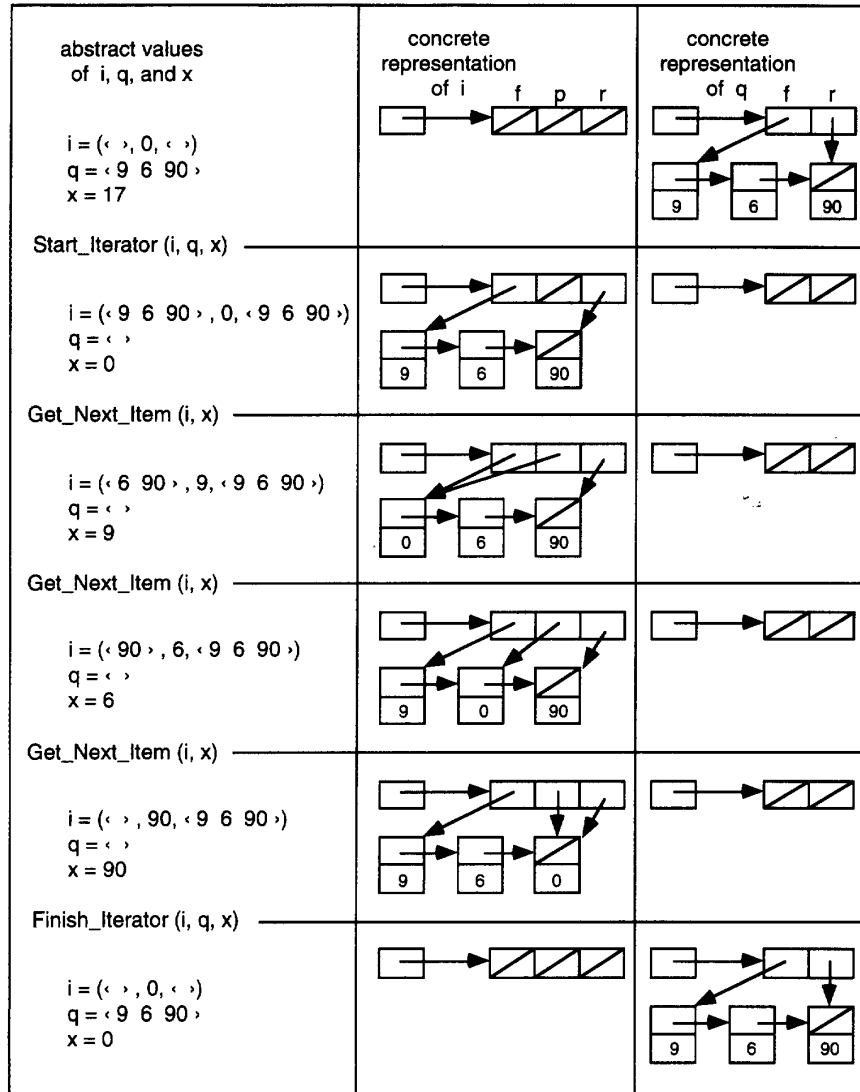 abstract values
of i, q, and x
concrete
representation
of i
f p r
concrete
representation
of q
f r
i = (‹ ›, 0, ‹ ›)
q = ‹ 9 6 90 ›
x = 17
9 6 90
Start_Iterator (i, q, x)
i = (‹ 9 6 90 › , 0, ‹ 9 6 90 ›)
q = ‹ ›
x = 0
9 6 90
Get_Next_Item (i, x)
i = (‹ 6 90 › , 9, ‹ 9 6 90 ›)
q = ‹ ›
x = 9
0 6 90
Get_Next_Item (i, x)
i = (‹ 90 › , 6, ‹ 9 6 90 ›)
q = ‹ ›
x = 6
9 0 90
Get_Next_Item (i, x)
i = (‹ › , 90, ‹ 9 6 90 ›)
q = ‹ ›
x = 90
9 6 0
Finish_Iterator (i, q, x)
i = (‹ › , 0, ‹ ›)
q = ‹ 9 6 90 ›
x = 0
9 6 90